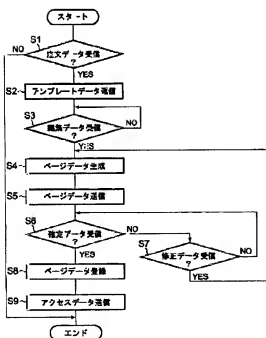 スタート
S1
注文データ受信
?
NO
YES
S2
テンプレートデータ返信
S3
編集データ受信
?
NO
YES
S4
ページデータ生成
S5
ページデータ送信
S6
確定データ受信
?
NO
S7
修正データ受信
?
NO
YES
YES
S8
ページデータ登録
S9
アクセスデータ送信
エンド